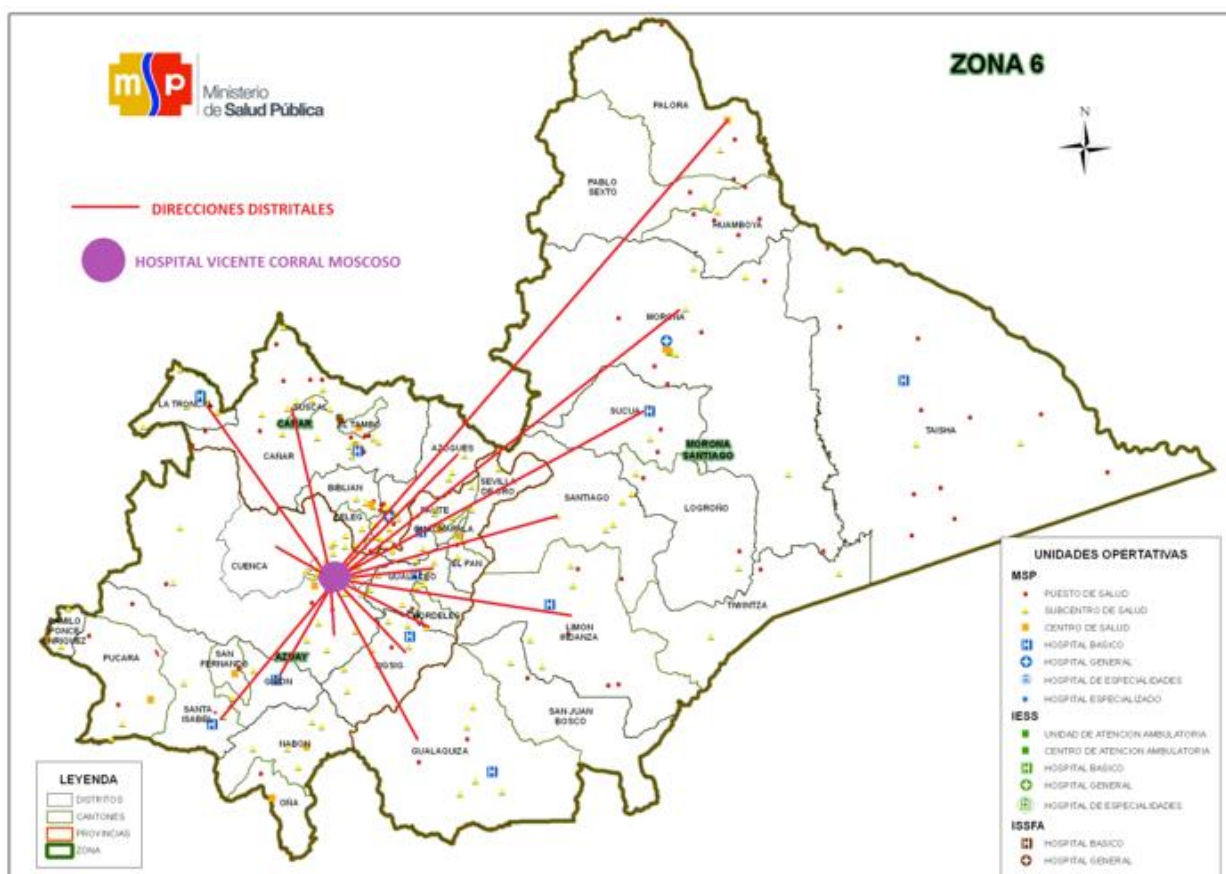 msp
Ministerio
de Salud Pública
ZONA 6
N
DIRECCIONES DISTRITALES
HOSPITAL VICENTE CORRAL MOSCOSO
PALORA
PABLO
SEXTO
HUAMBOYA
MORONA
LA TRONCAL
SUSCAL
CAÑAR
EL TAMBO
SUCUA
TAISHA
MORONA
SANTIAGO
CAÑAR
AZOGUES
BIBLIAN
SEVILLA
DE ORO
SANTIAGO
LOGROÑO
DELEG
PAUTE
CUENCA
GUALACEO
EL PAN
CHORDELEG
TIWINTZA
CAMILO
PONCE
ENRIQUEZ
PUCARA
SAN
FERNANDO
AZUAY
GIRON
SIGSIG
LIMON
INDANZA
SANTA
ISABEL
SAN JUAN
BOSCO
NABON
GUALAQUIZA
OÑA
LEYENDA
DISTRITOS
CANTONES
PROVINCIAS
ZONA
UNIDADES OPERTATIVAS
MSP
PUESTO DE SALUD
SUBCENTRO DE SALUD
CENTRO DE SALUD
HOSPITAL BASICO
HOSPITAL GENERAL
HOSPITAL DE ESPECIALIDADES
HOSPITAL ESPECIALIZADO
IESS
UNIDAD DE ATENCION AMBULATORIA
CENTRO DE ATENCION AMBULATORIA
HOSPITAL BASICO
HOSPITAL GENERAL
HOSPITAL DE ESPECIALIDADES
ISSFA
HOSPITAL BASICO
HOSPITAL GENERAL